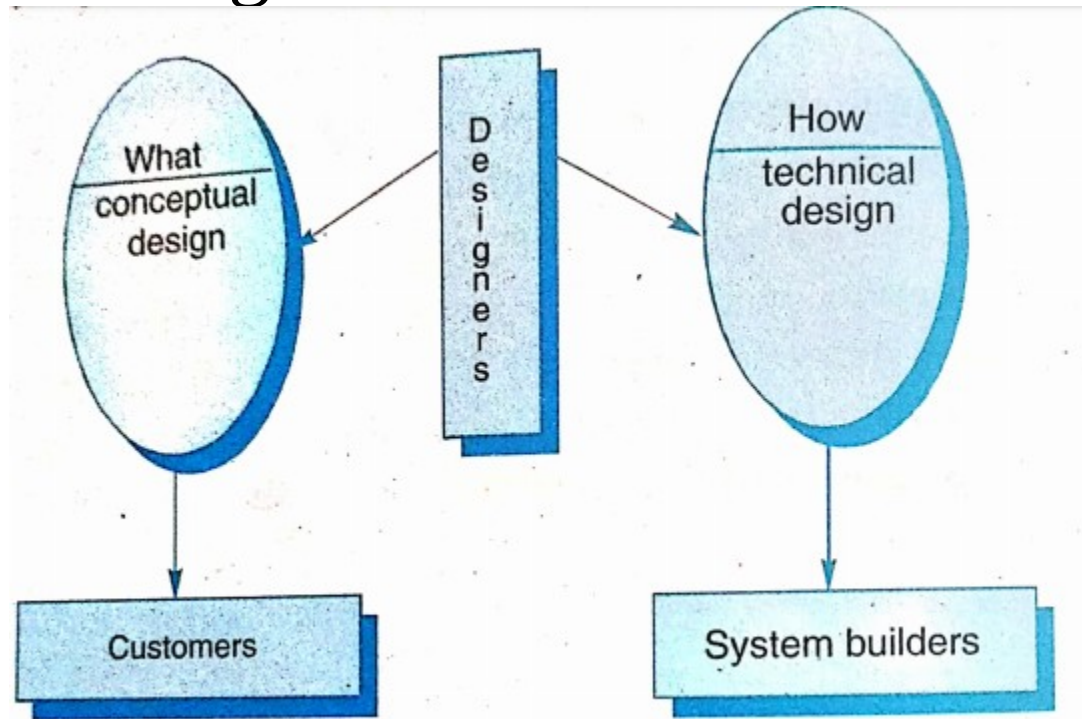 What
conceptual
design
Designers
How
technical
design
Customers
System builders